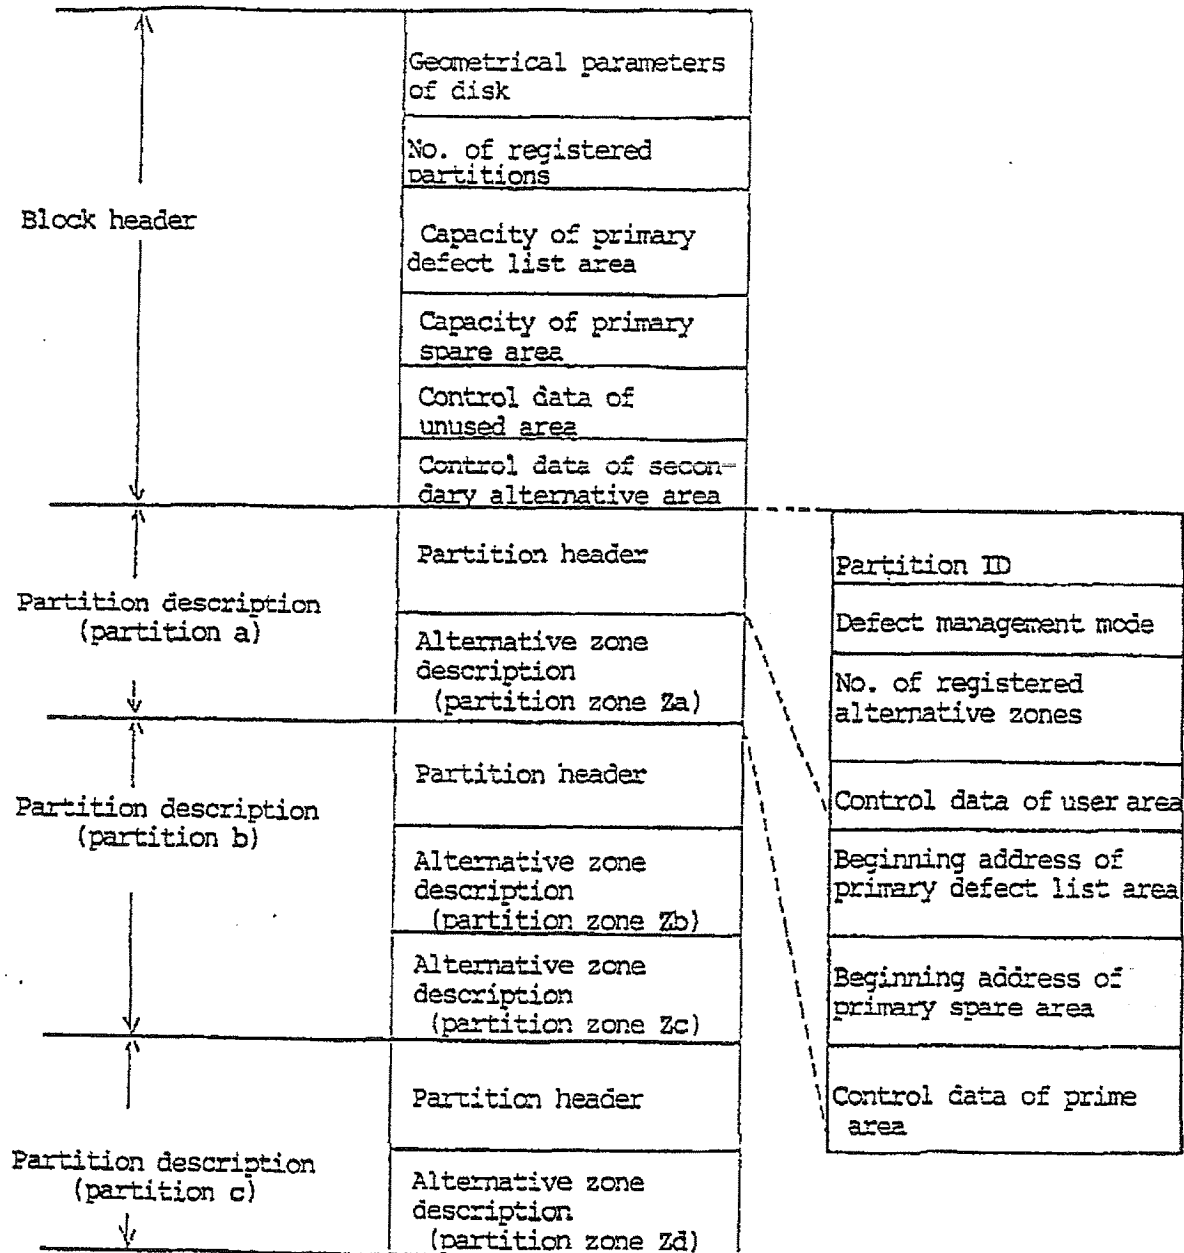 Geometrical parameters
of disk
No. of registered
partitions
Block header
Capacity of primary
defect list area
Capacity of primary
spare area
Control data of
unused area
Control data of secon-
dary alternative area
Partition description
(partition a)
Partition header
Alternative zone
description
(partition zone Za)
Partition description
(partition b)
Partition header
Alternative zone
description
(partition zone Zb)
Alternative zone
description
(partition zone Zc)
Partition description
(partition c)
Partition header
Alternative zone
description
(partition zone Zd)
Partition ID
Defect management mode
No. of registered
alternative zones
Control data of user area
Beginning address of
primary defect list area
Beginning address of
primary spare area
Control data of prime
area